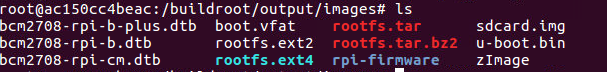 root@ac150cc4beac:/buildroot/output/images# ls
bcm2708-rpi-b-plus.dtb boot.vfat rootfs.tar sdcard.img
bcm2708-rpi-b.dtb rootfs.ext2 rootfs.tar.bz2 u-boot.bin
bcm2708-rpi-cm.dtb rootfs.ext4 rpi-firmware zImage